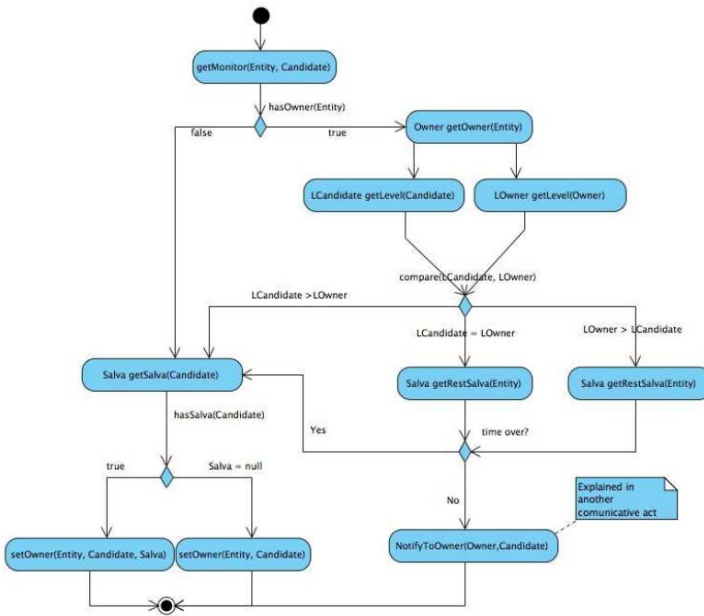 getMonitor(Entity, Candidate)
hasOwner(Entity)
false
true
Owner getOwner(Entity)
LCandidate getLevel(Candidate)
LOwner getLevel(Owner)
compare(LCandidate, LOwner)
LCandidate >LOwner
LCandidate = LOwner
LOwner > LCandidate
Salva getSalva(Candidate)
Salva getRestSalva(Entity)
Salva getRestSalva(Entity)
hasSalva(Candidate)
Yes
time over?
true
Salva = null
No
Explained in
another
comunicative act
setOwner(Entity, Candidate, Salva)
setOwner(Entity, Candidate)
NotifyToOwner(Owner,Candidate)